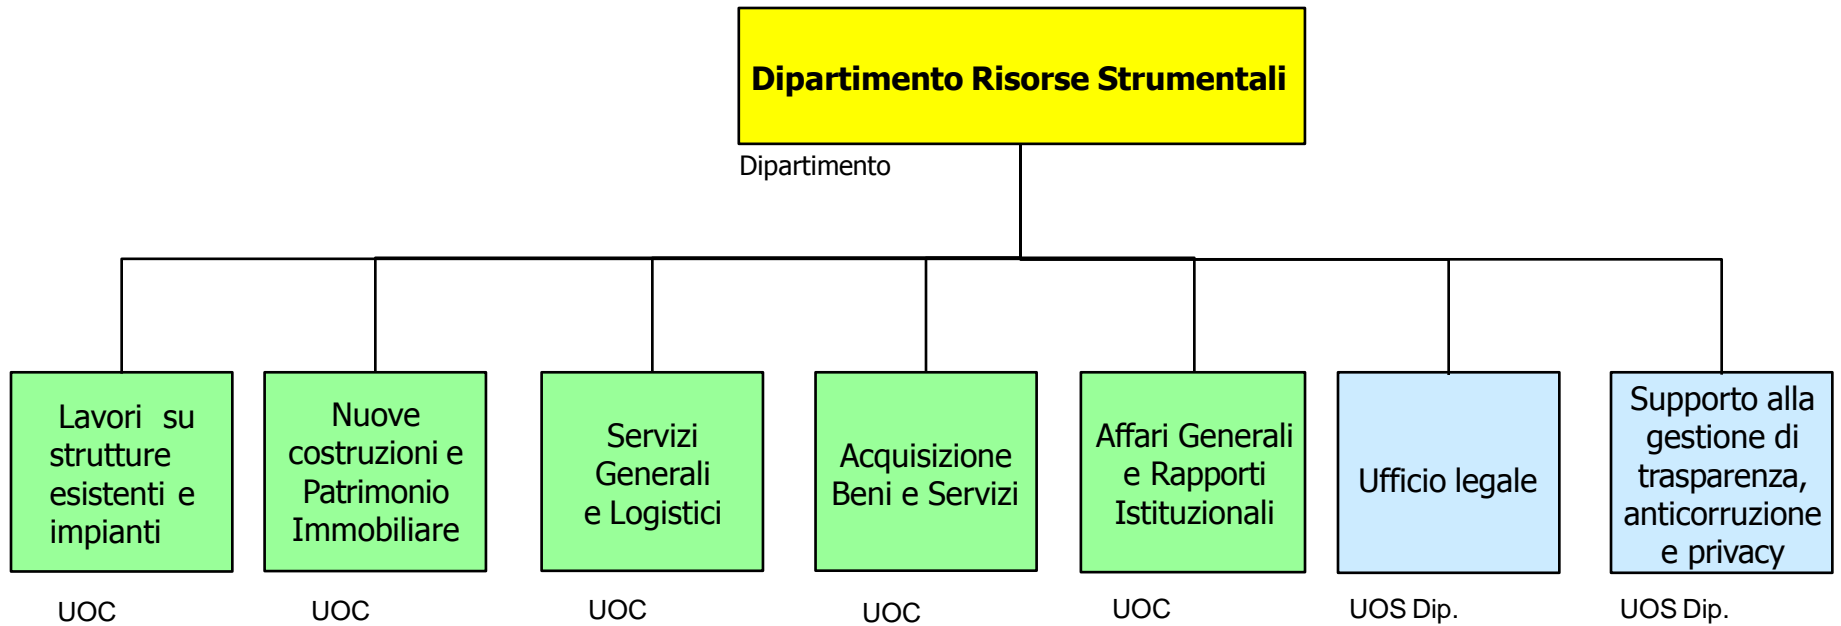 Dipartimento Risorse Strumentali
Dipartimento
Lavori su
strutture
esistenti e
impianti
UOC
Nuove
costruzioni e
Patrimonio
Immobiliare
UOC
Servizi
Generali
e Logistici
UOC
Acquisizione
Beni e Servizi
UOC
Affari Generali
e Rapporti
Istituzionali
UOC
Ufficio legale
UOS Dip.
Supporto alla
gestione di
trasparenza,
anticorruzione
e privacy
UOS Dip.